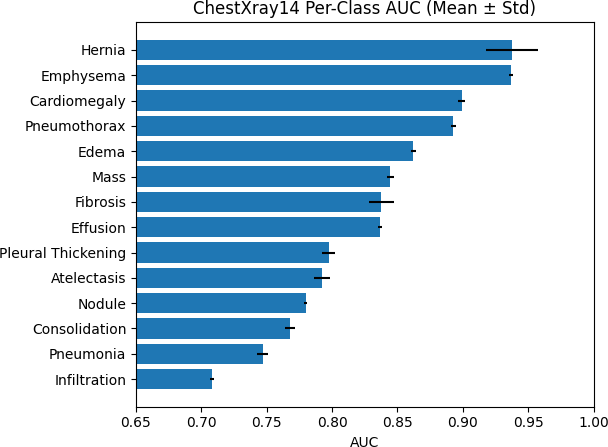 ChestXray14 Per-Class AUC (Mean ± Std)
Hernia
Emphysema
Cardiomegaly
Pneumothorax
Edema
Mass
Fibrosis
Effusion
Pleural Thickening
Atelectasis
Nodule
Consolidation
Pneumonia
Infiltration
0.65 0.70 0.75 0.80 0.85 0.90 0.95 1.00
AUC